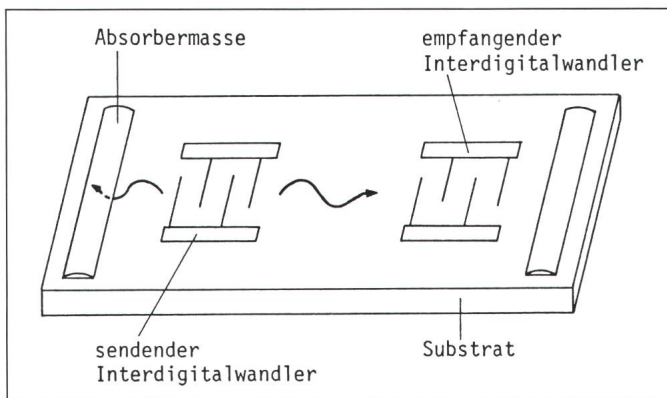 Absorbermasse
empfangender
Interdigitalwandler
sendender
Interdigitalwandler
Substrat